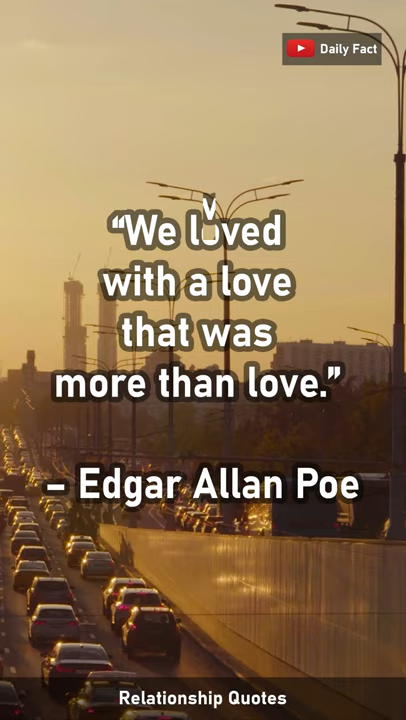 Daily Fact
“We loved
with a love
that was
more than love.”
– Edgar Allan Poe
Relationship Quotes